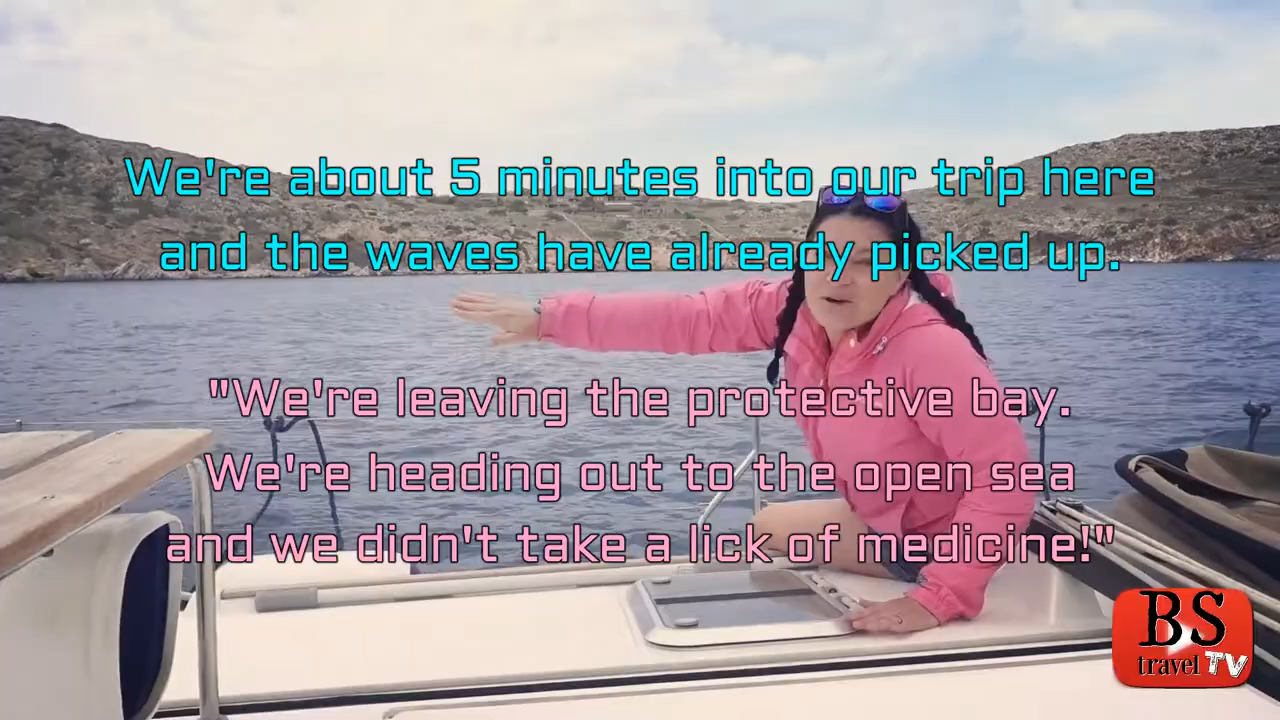 We're about 5 minutes into our trip here
and the waves have already picked up.
"We're leaving the protective bay.
We're heading out to the open sea
and we didn't take a lick of medicine!"
BS
travel TV